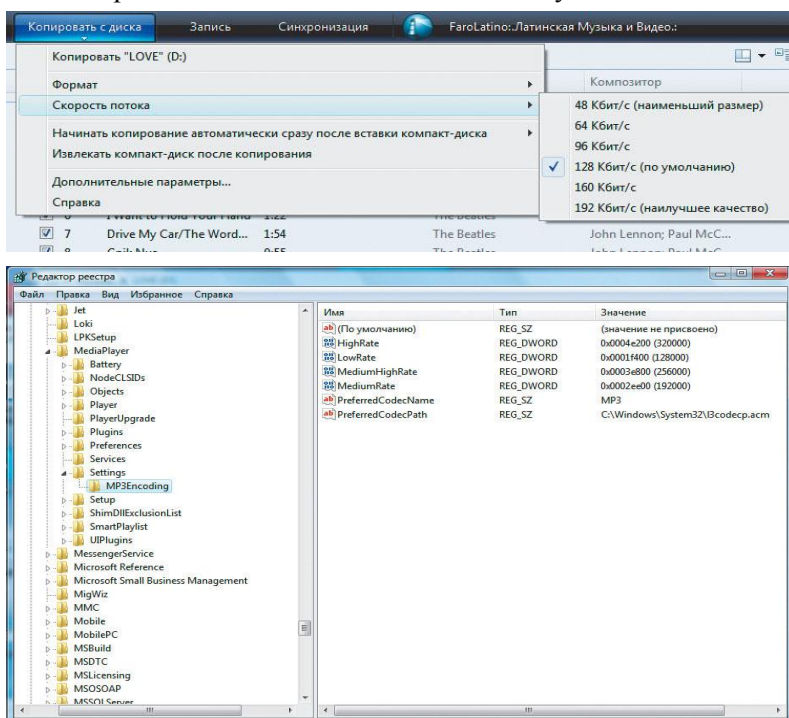 Копировать с диска Запись Синхронизация FaroLatino:.Латинская Музыка и Видео.:
Копировать "LOVE" (D:)
Формат Композитор
Скорость потока 48 Кбит/с (наименьший размер)
64 Кбит/с
96 Кбит/с
Начинать копирование автоматически сразу после вставки компакт-диска
Извлекать компакт-диск после копирования 128 Кбит/с (по умолчанию)
Дополнительные параметры... 160 Кбит/с
Справка 192 Кбит/с (наилучшее качество)
7 Drive My Car/The Word... 1:54 The Beatles John Lennon; Paul McC...
Редактор реестра
Файл Правка Вид Избранное Справка
Jet
Loki
LPKSetup
MediaPlayer
Battery
NodeCLSIDs
Objects
Player
PlayerUpgrade
Plugins
Preferences
Services
Settings
MP3Encoding
Setup
ShimDllExclusionList
SmartPlaylist
UIPlugins
MessengerService
Microsoft Reference
Microsoft Small Business Management
MigWiz
MMC
Mobile
MobilePC
MSBuild
MSDTC
MSLicensing
MSOSOAP
MSSQLServer
Имя Тип Значение
(По умолчанию) REG_SZ (значение не присвоено)
HighRate REG_DWORD 0x0004e200 (320000)
LowRate REG_DWORD 0x0001f400 (128000)
MediumHighRate REG_DWORD 0x0003e800 (256000)
MediumRate REG_DWORD 0x0002ee00 (192000)
PreferredCodecName REG_SZ MP3
PreferredCodecPath REG_SZ C:\Windows\System32\l3codecp.acm